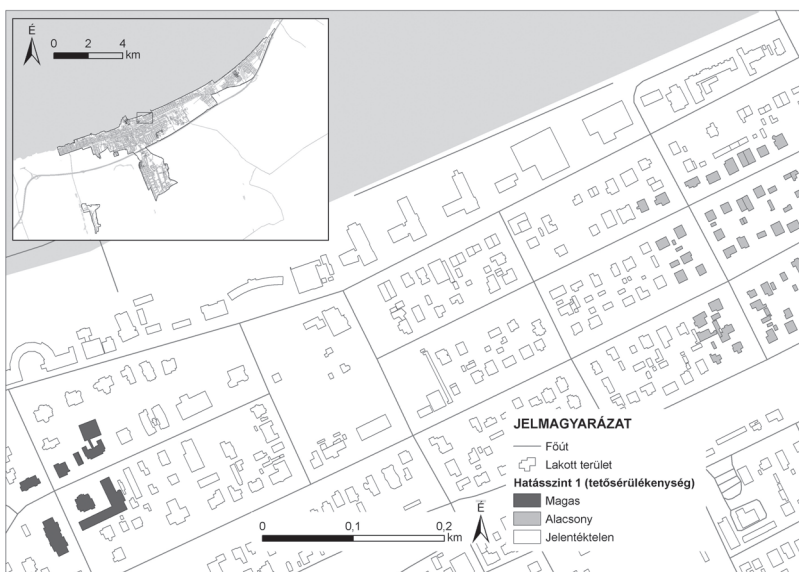 É
0 2 4
km
JELMAGYARÁZAT
Főút
Lakott terület
Hatásszint 1 (tetősérülékenység)
Magas
Alacsony
Jelentéktelen
É
0 0,1 0,2
km